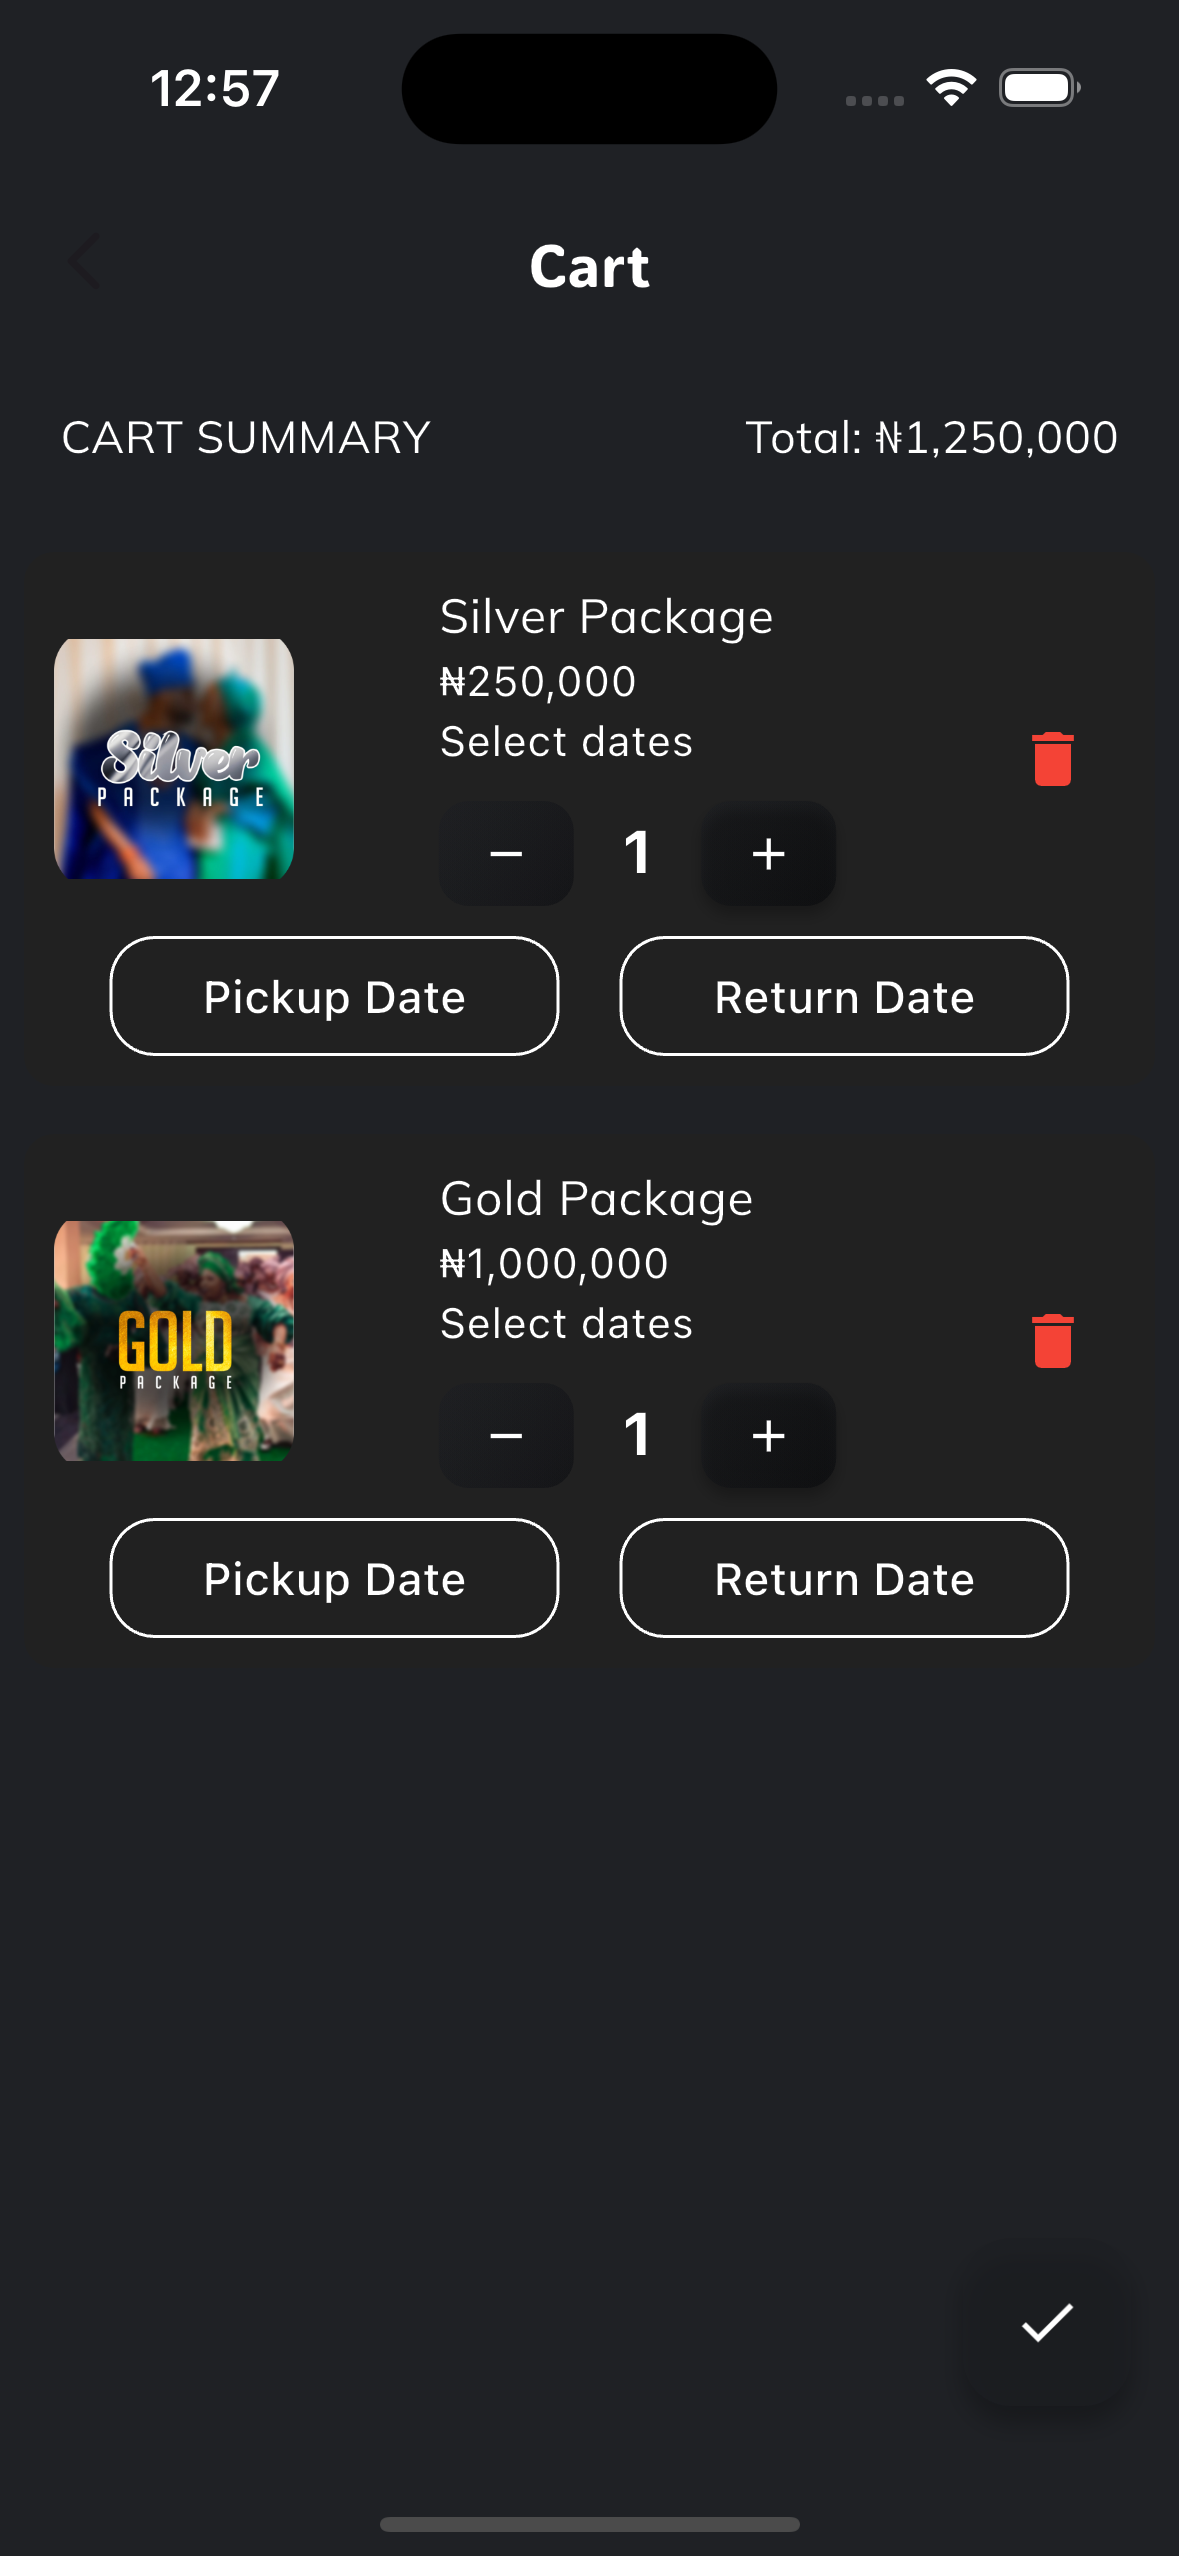 12:57
Cart
CART SUMMARY
Total: ₦1,250,000
Silver Package
₦250,000
Select dates
Silver
PACKAGE
− 1 +
Pickup Date
Return Date
Gold Package
₦1,000,000
Select dates
GOLD
PACKAGE
− 1 +
Pickup Date
Return Date